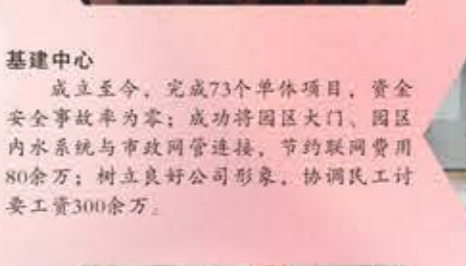 基建中心
成立至今，完成73个单体项目，资金
安全事故率为零；成功将园区大门、园区
内水系统与市政网管连接，节约联网费用
80余万；树立良好公司形象，协调民工讨
要工资300余万。